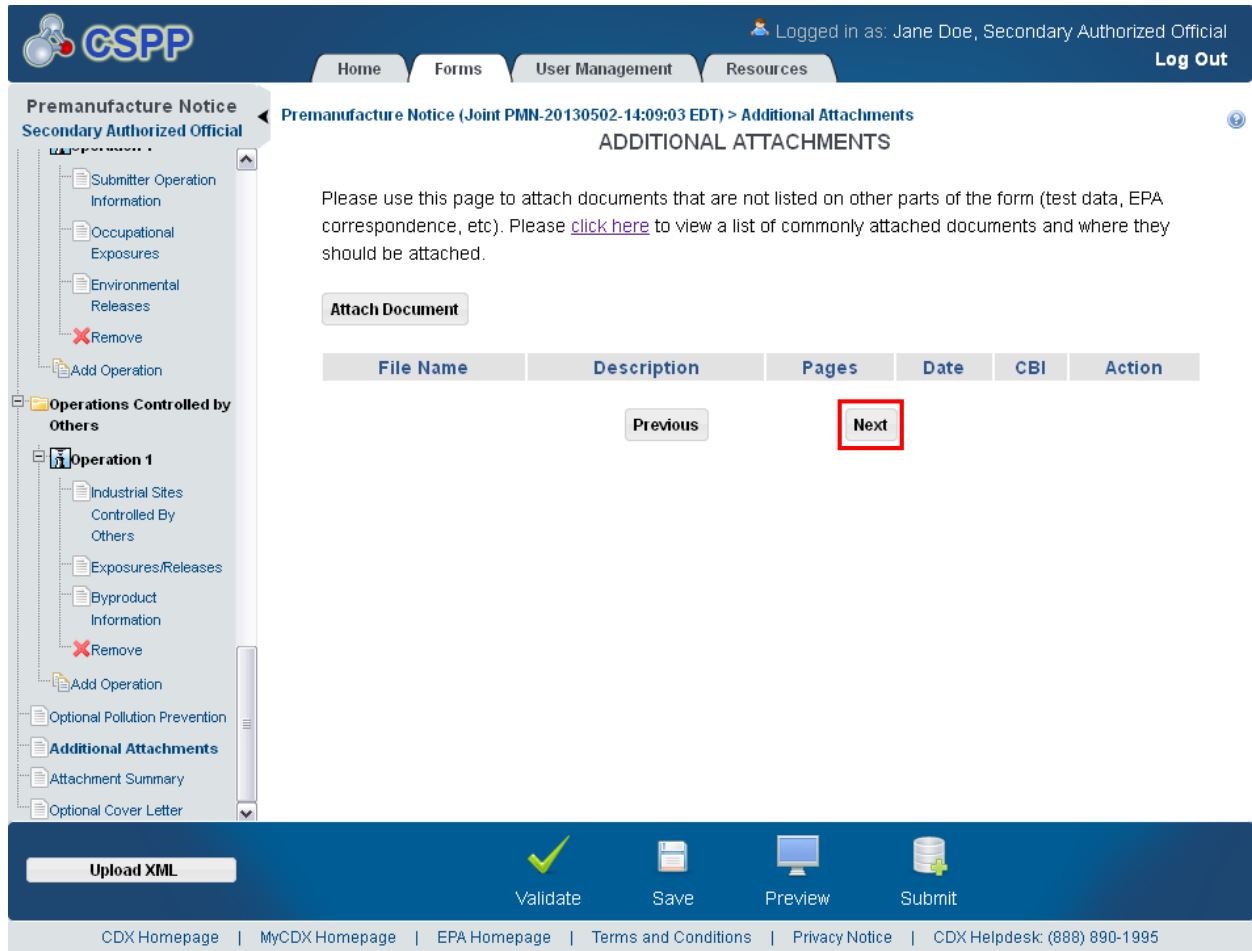 CSPP
Logged in as: Jane Doe, Secondary Authorized Official
Log Out
Home
Forms
User Management
Resources
Premanufacture Notice
Secondary Authorized Official
Submitter Operation
Information
Occupational
Exposures
Environmental
Releases
Remove
Add Operation
Operations Controlled by
Others
Operation 1
Industrial Sites
Controlled By
Others
Exposures/Releases
Byproduct
Information
Remove
Add Operation
Optional Pollution Prevention
Additional Attachments
Attachment Summary
Optional Cover Letter
Premanufacture Notice (Joint PMN-20130502-14:09:03 EDT) > Additional Attachments
ADDITIONAL ATTACHMENTS
Please use this page to attach documents that are not listed on other parts of the form (test data, EPA
correspondence, etc). Please click here to view a list of commonly attached documents and where they
should be attached.
Attach Document
File Name Description Pages Date CBI Action
Previous
Next
Upload XML
Validate
Save
Preview
Submit
CDX Homepage | MyCDX Homepage | EPA Homepage | Terms and Conditions | Privacy Notice | CDX Helpdesk: (888) 890-1995